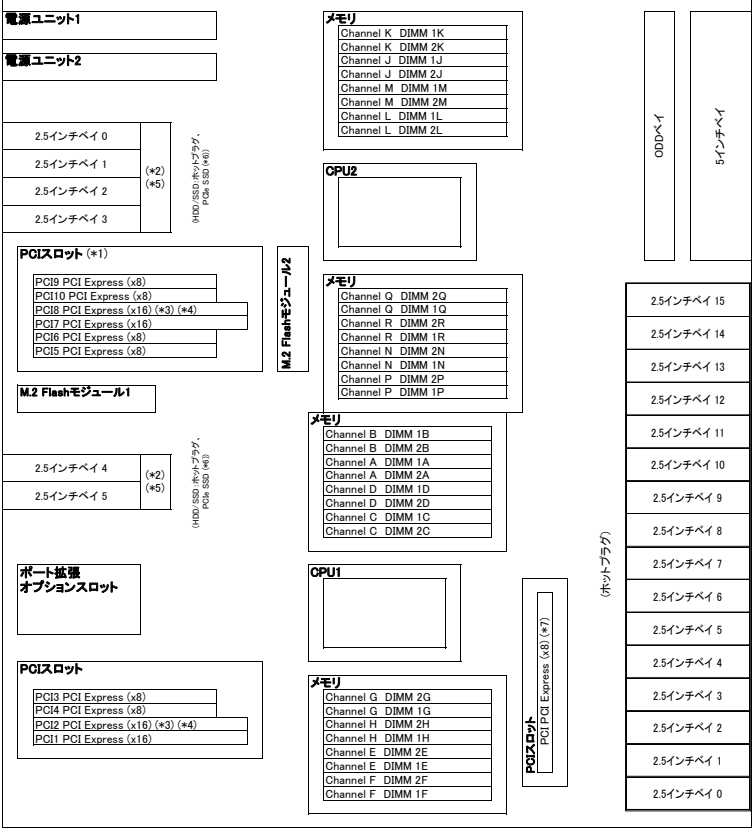 電源ユニット1
電源ユニット2
2.5インチベイ 0
2.5インチベイ 1
2.5インチベイ 2
2.5インチベイ 3
(*2)
(*5)
(HDD/SSD:ホットプラグ、
PCIe SSD (*6))
PCIスロット (*1)
PCI9 PCI Express (x8)
PCI10 PCI Express (x8)
PCI8 PCI Express (x16) (*3) (*4)
PCI7 PCI Express (x16)
PCI6 PCI Express (x8)
PCI5 PCI Express (x8)
M.2 Flashモジュール2
M.2 Flashモジュール1
2.5インチベイ 4
2.5インチベイ 5
(*2)
(*5)
(HDD/SSD:ホットプラグ、
PCIe SSD (*6))
ポート拡張
オプションスロット
PCIスロット
PCI3 PCI Express (x8)
PCI4 PCI Express (x8)
PCI2 PCI Express (x16) (*3) (*4)
PCI1 PCI Express (x16)
メモリ
Channel K DIMM 1K
Channel K DIMM 2K
Channel J DIMM 1J
Channel J DIMM 2J
Channel M DIMM 1M
Channel M DIMM 2M
Channel L DIMM 1L
Channel L DIMM 2L
CPU2
メモリ
Channel Q DIMM 2Q
Channel Q DIMM 1Q
Channel R DIMM 2R
Channel R DIMM 1R
Channel N DIMM 2N
Channel N DIMM 1N
Channel P DIMM 2P
Channel P DIMM 1P
メモリ
Channel B DIMM 1B
Channel B DIMM 2B
Channel A DIMM 1A
Channel A DIMM 2A
Channel D DIMM 1D
Channel D DIMM 2D
Channel C DIMM 1C
Channel C DIMM 2C
CPU1
メモリ
Channel G DIMM 2G
Channel G DIMM 1G
Channel H DIMM 2H
Channel H DIMM 1H
Channel E DIMM 2E
Channel E DIMM 1E
Channel F DIMM 2F
Channel F DIMM 1F
PCIスロット
PCI PCI Express (x8) (*7)
ODDベイ
5インチベイ
(ホットプラグ)
2.5インチベイ 15
2.5インチベイ 14
2.5インチベイ 13
2.5インチベイ 12
2.5インチベイ 11
2.5インチベイ 10
2.5インチベイ 9
2.5インチベイ 8
2.5インチベイ 7
2.5インチベイ 6
2.5インチベイ 5
2.5インチベイ 4
2.5インチベイ 3
2.5インチベイ 2
2.5インチベイ 1
2.5インチベイ 0